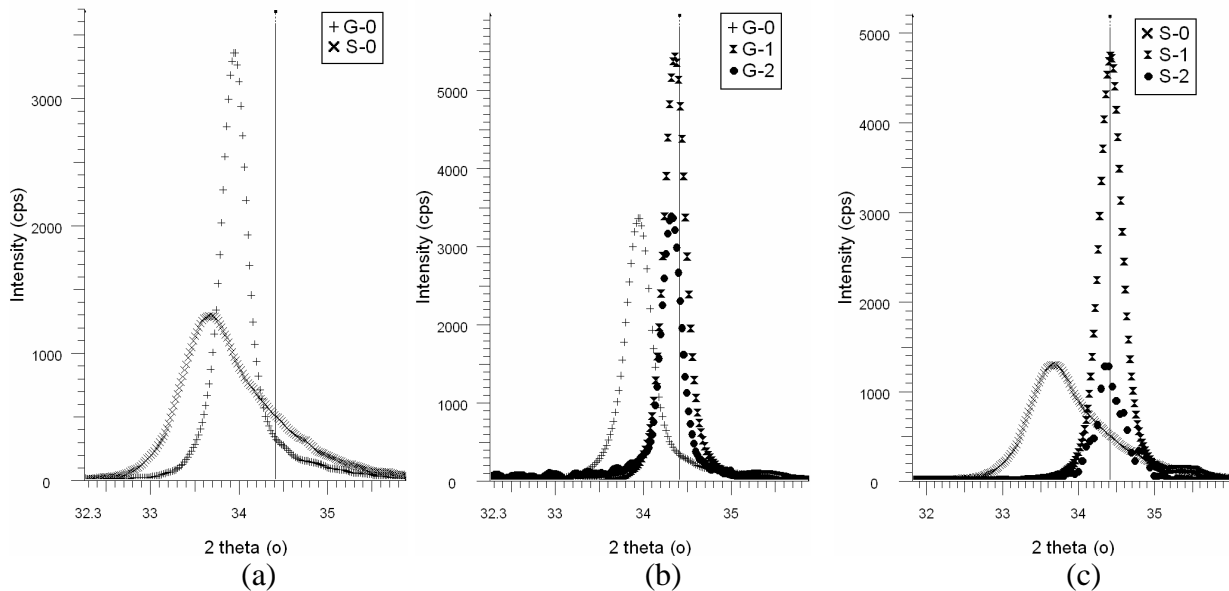 G-0
S-0
3000
2000
1000
0
Intensity (cps)
32.3
33
34
35
2 theta (o)
(a)
G-0
G-1
G-2
5000
4000
3000
2000
1000
0
Intensity (cps)
32.3
33
34
35
2 theta (o)
(b)
S-0
S-1
S-2
5000
4000
3000
2000
1000
0
Intensity (cps)
32
33
34
35
2 theta (o)
(c)